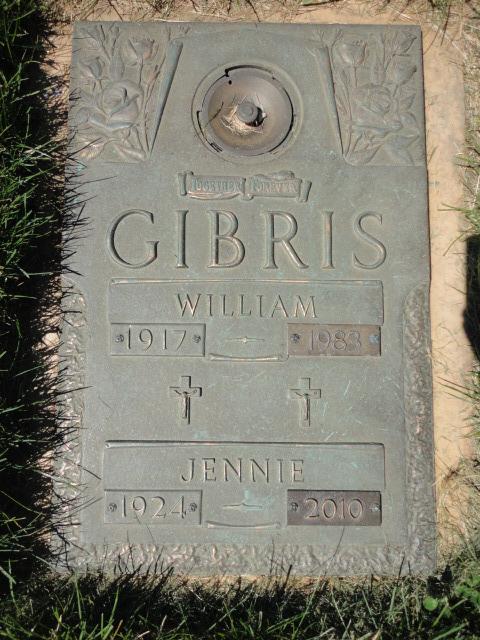 TOGETHER FOREVER
GIBRIS
WILLIAM
1917 1983
JENNIE
1924 2010